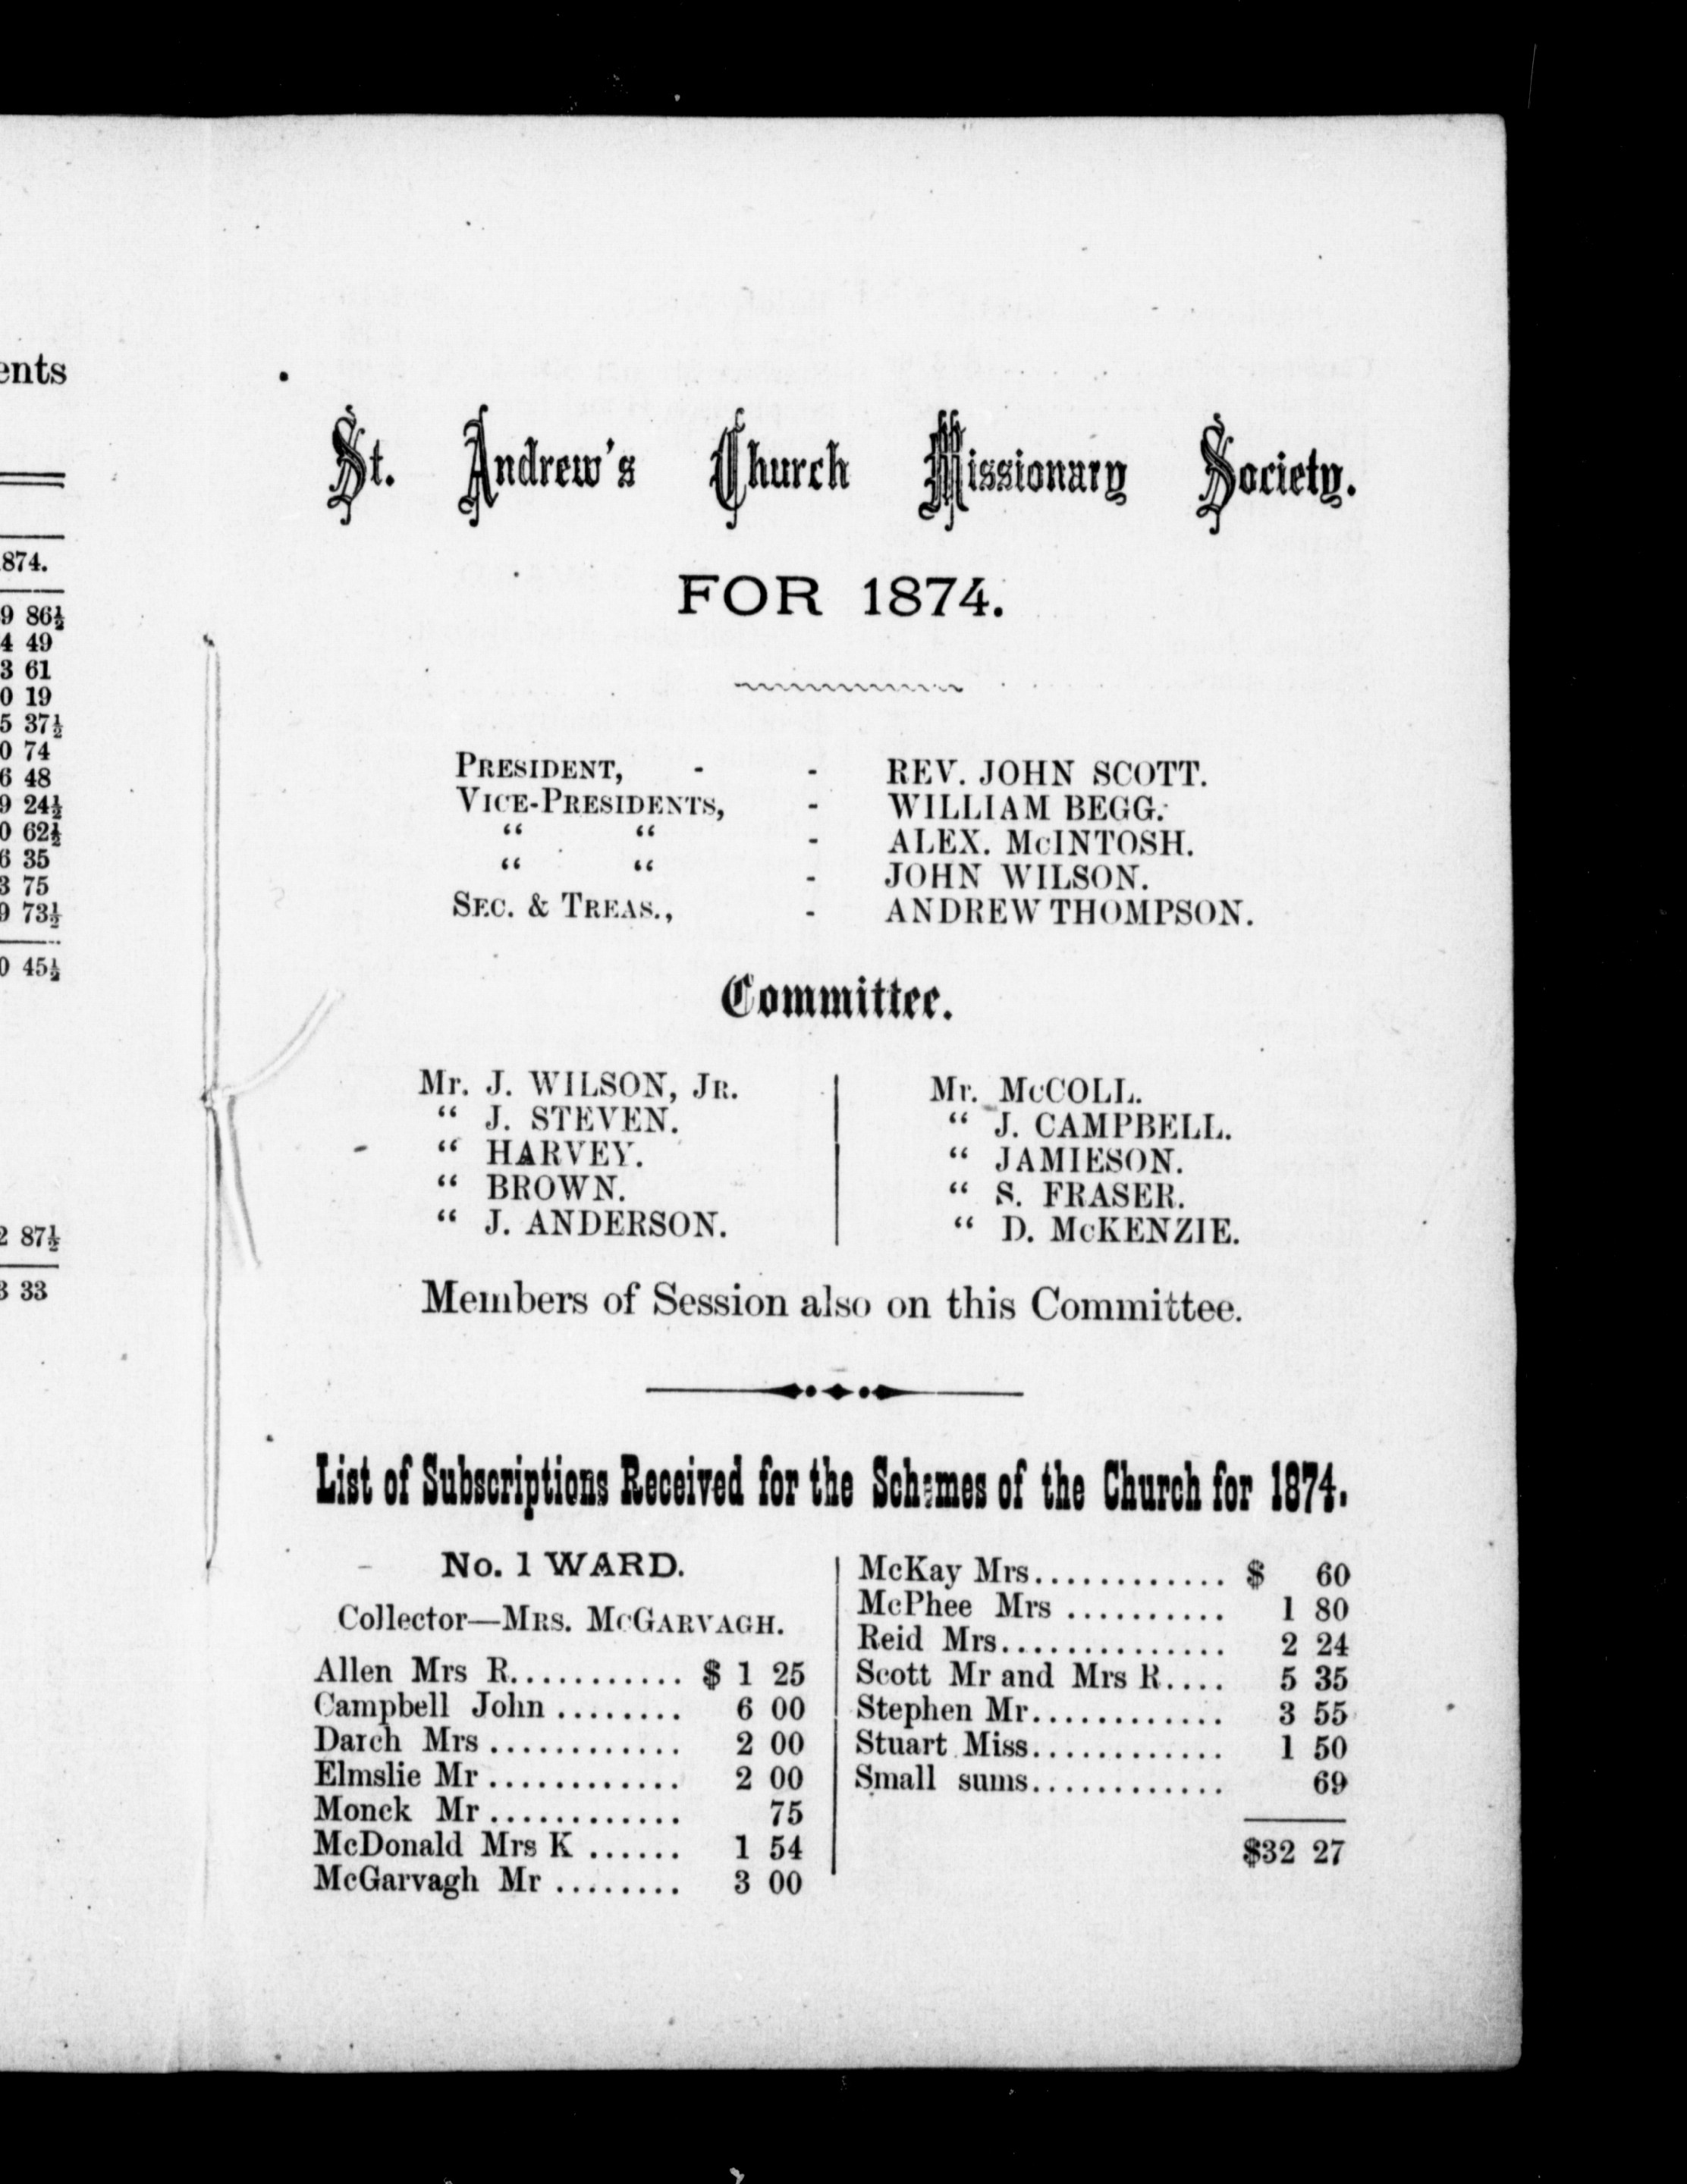 ents
874.
9 86½
4 49
3 61
0 19
5 37½
0 74
6 48
9 24½
0 62½
6 35
3 75
9 73½
0 45½
2 87½
3 33
St. Andrew's Church Missionary Society.
FOR 1874.
PRESIDENT, - - REV. JOHN SCOTT.
VICE-PRESIDENTS, - WILLIAM BEGG.
“ “ - ALEX. McINTOSH.
“ “ - JOHN WILSON.
SEC. & TREAS., - ANDREW THOMPSON.
Committee.
Mr. J. WILSON, JR.
“ J. STEVEN.
“ HARVEY.
“ BROWN.
“ J. ANDERSON.
Mr. McCOLL.
“ J. CAMPBELL.
“ JAMIESON.
“ S. FRASER.
“ D. McKENZIE.
Members of Session also on this Committee.
List of Subscriptions Received for the Schemes of the Church for 1874.
No. 1 WARD.
Collector—MRS. McGARVAGH.
Allen Mrs R........... $ 1 25
Campbell John ........ 6 00
Darch Mrs ............ 2 00
Elmslie Mr ............ 2 00
Monck Mr ............ 75
McDonald Mrs K ...... 1 54
McGarvagh Mr ........ 3 00
McKay Mrs............ $ 60
McPhee Mrs .......... 1 80
Reid Mrs.............. 2 24
Scott Mr and Mrs R.... 5 35
Stephen Mr............ 3 55
Stuart Miss............ 1 50
Small sums............ 69
$32 27